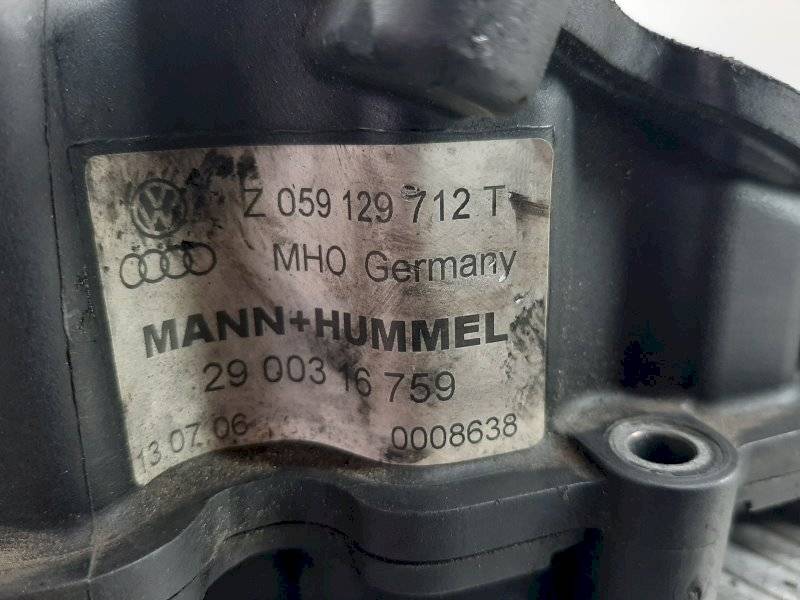 Z 059 129 712 T
MHO Germany
MANN+HUMMEL
29 003 16 759
13 07 06
0008638